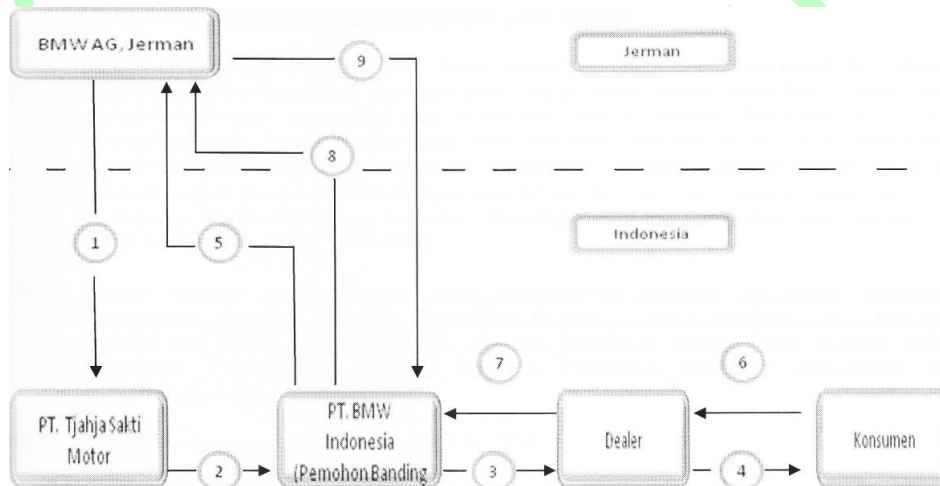 BMW AG, Jerman
9
Jerman
8
1
5
Indonesia
7
6
PT. Tjahja Sakti
Motor
2
PT. BMW
Indonesia
(Pemohon Banding
3
Dealer
4
Konsumen